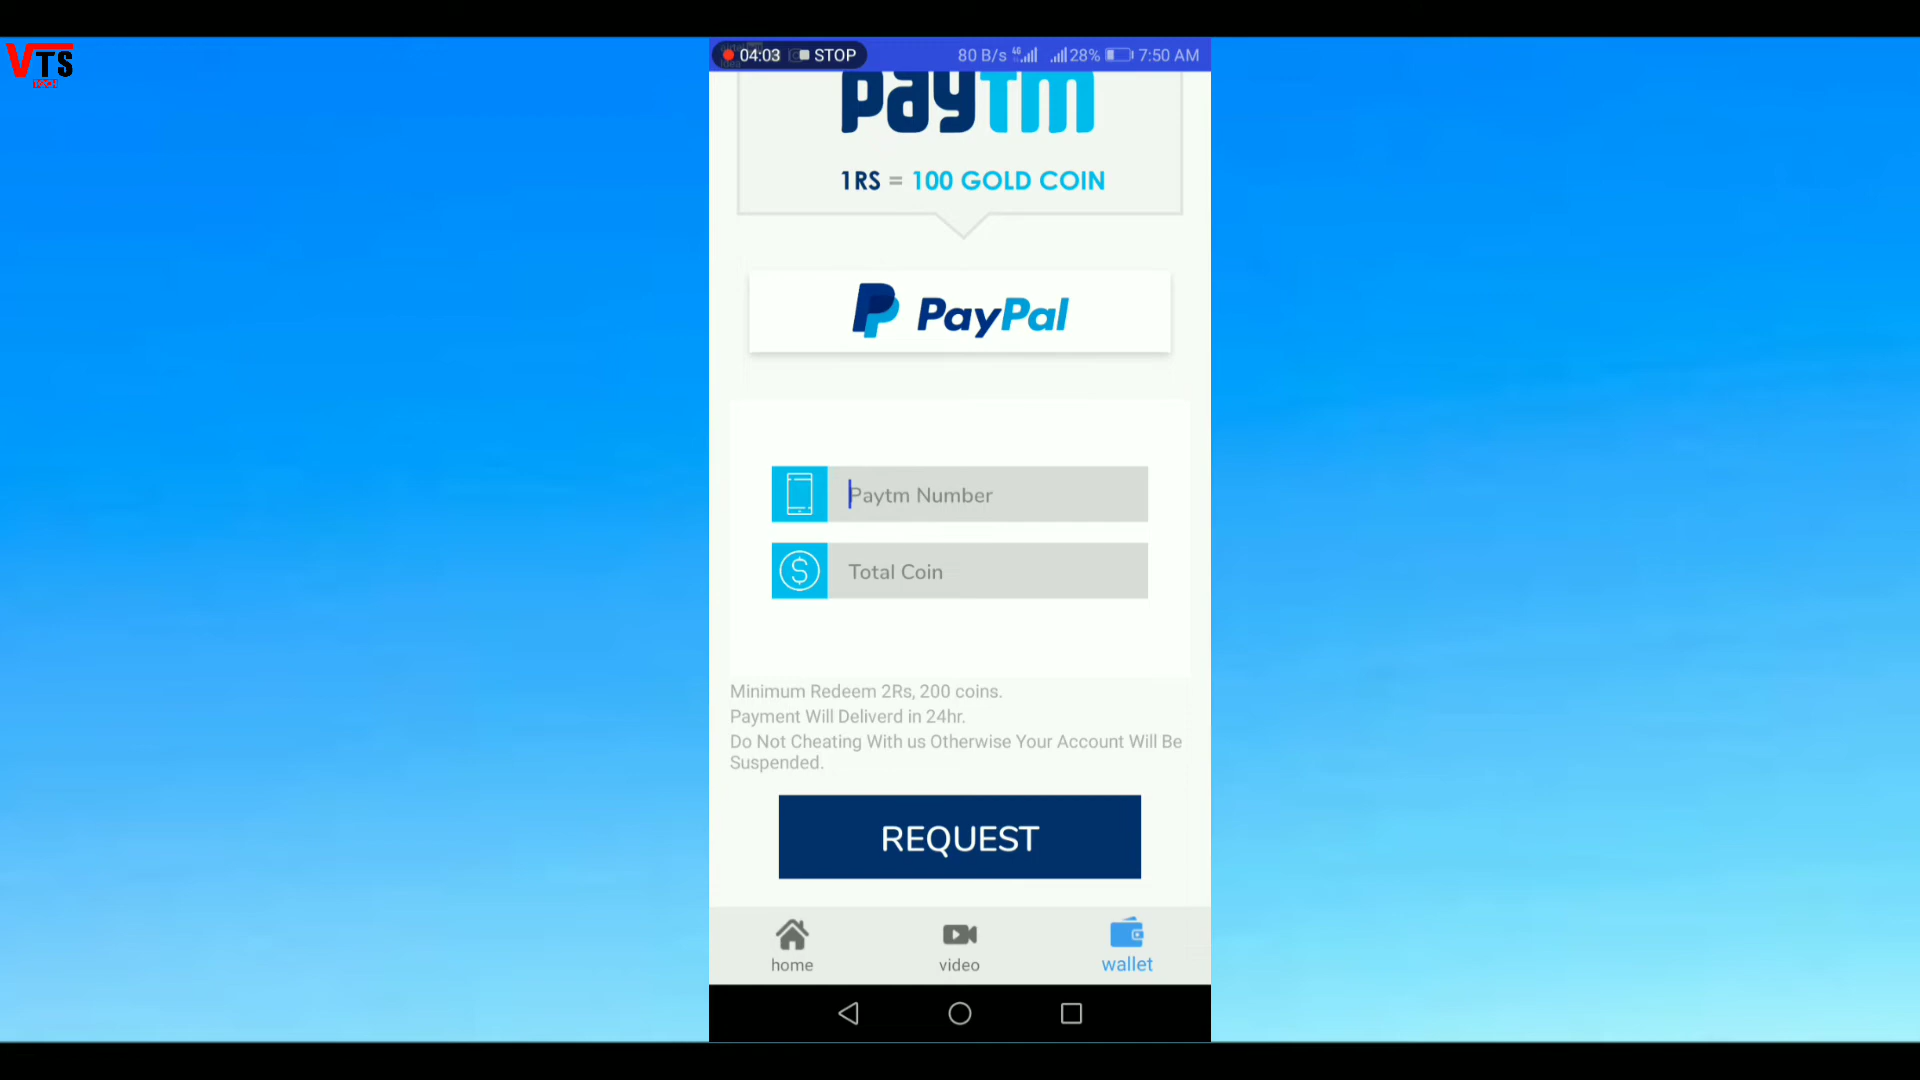 VTS
04:03 STOP 80 B/s 4G 28% 7:50 AM
paytm
1RS = 100 GOLD COIN
PayPal
Paytm Number
Total Coin
Minimum Redeem 2Rs, 200 coins.
Payment Will Deliverd in 24hr.
Do Not Cheating With us Otherwise Your Account Will Be
Suspended.
REQUEST
home video wallet